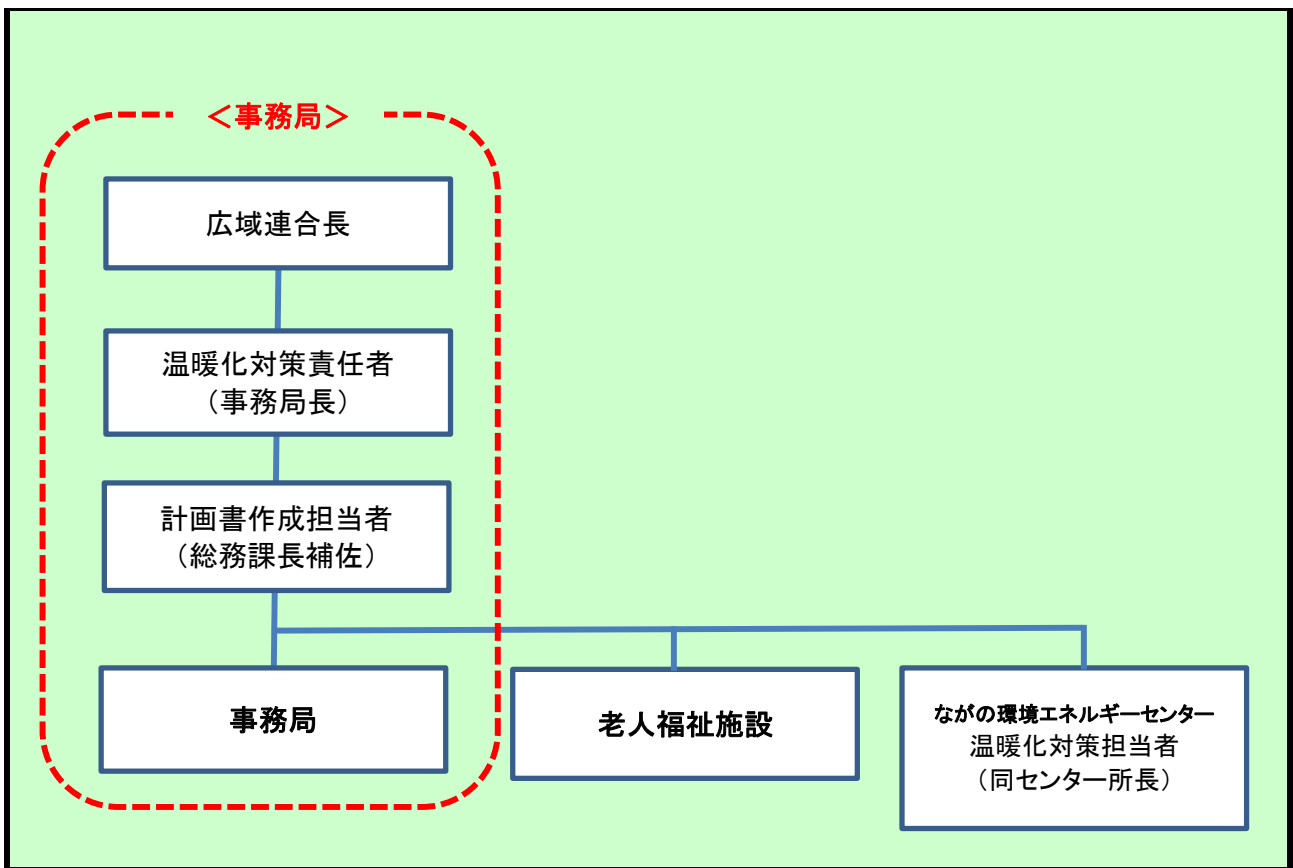 ＜事務局＞
広域連合長
温暖化対策責任者
（事務局長）
計画書作成担当者
（総務課長補佐）
事務局
老人福祉施設
ながの環境エネルギーセンター
温暖化対策担当者
（同センター所長）